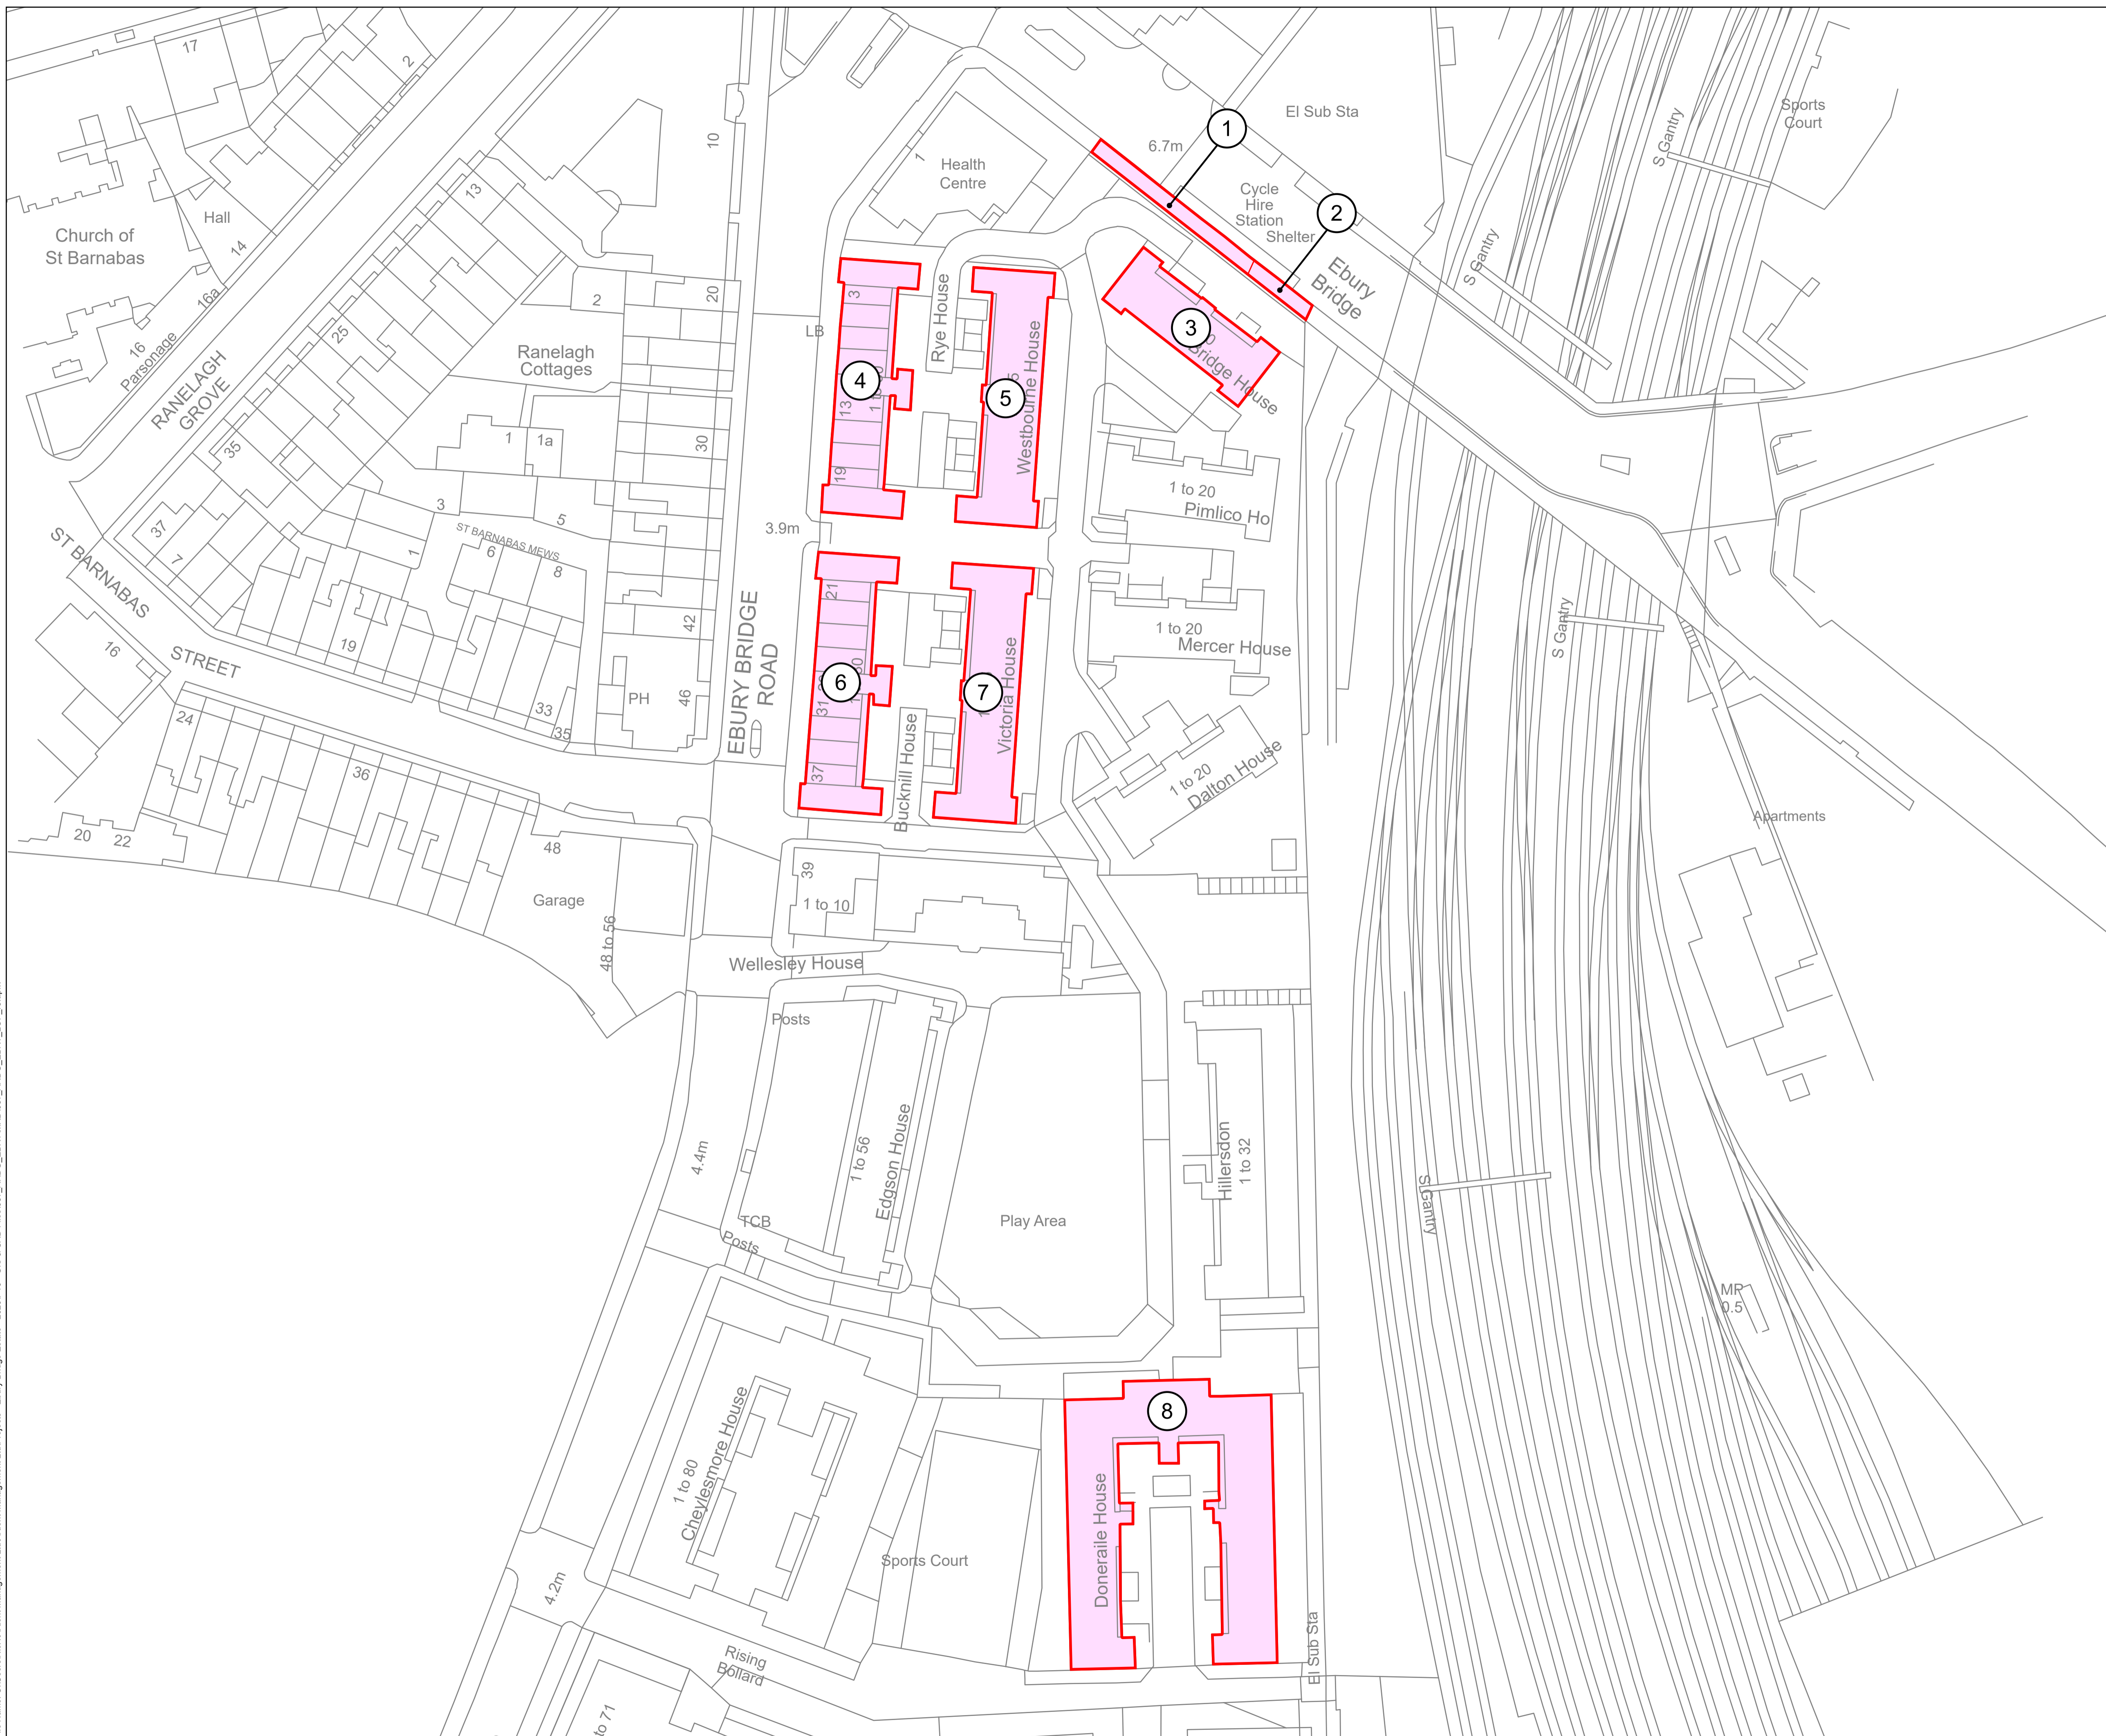 17
2
El Sub Sta
Sports
Court
S Gantry
1
6.7m
10
1
Health
Centre
13
Cycle
Hire
Station
Shelter
2
Hall
14
Church of
St Barnabas
16a
16
Parsonage
RANELAGH
GROVE
25
2
20
Ranelagh
Cottages
LB
3
Rye House
Ebury
Bridge
S Gantry
3
Bridge House
4
13
19
5
Westbourne House
35
1
1a
30
37
7
3
5
1
ST BARNABAS MEWS
6
8
3.9m
1 to 20
Pimlico Ho
ST BARNABAS
STREET
16
19
33
35
42
PH
46
EBURY BRIDGE
ROAD
21
6
31
37
Bucknill House
7
Victoria House
1 to 20
Mercer House
S Gantry
1 to 20
Dalton House
24
36
20
22
48
Garage
48 to 56
39
1 to 10
Wellesley House
Apartments
Posts
4.4m
1 to 56
Edgson House
Play Area
Hillersdon
1 to 32
S Gantry
TCB
Posts
MP
0.5
1 to 80
Cheylesmore House
8
Doneraile House
Sports Court
4.2m
Rising
Bollard
El Sub Sta
to 71